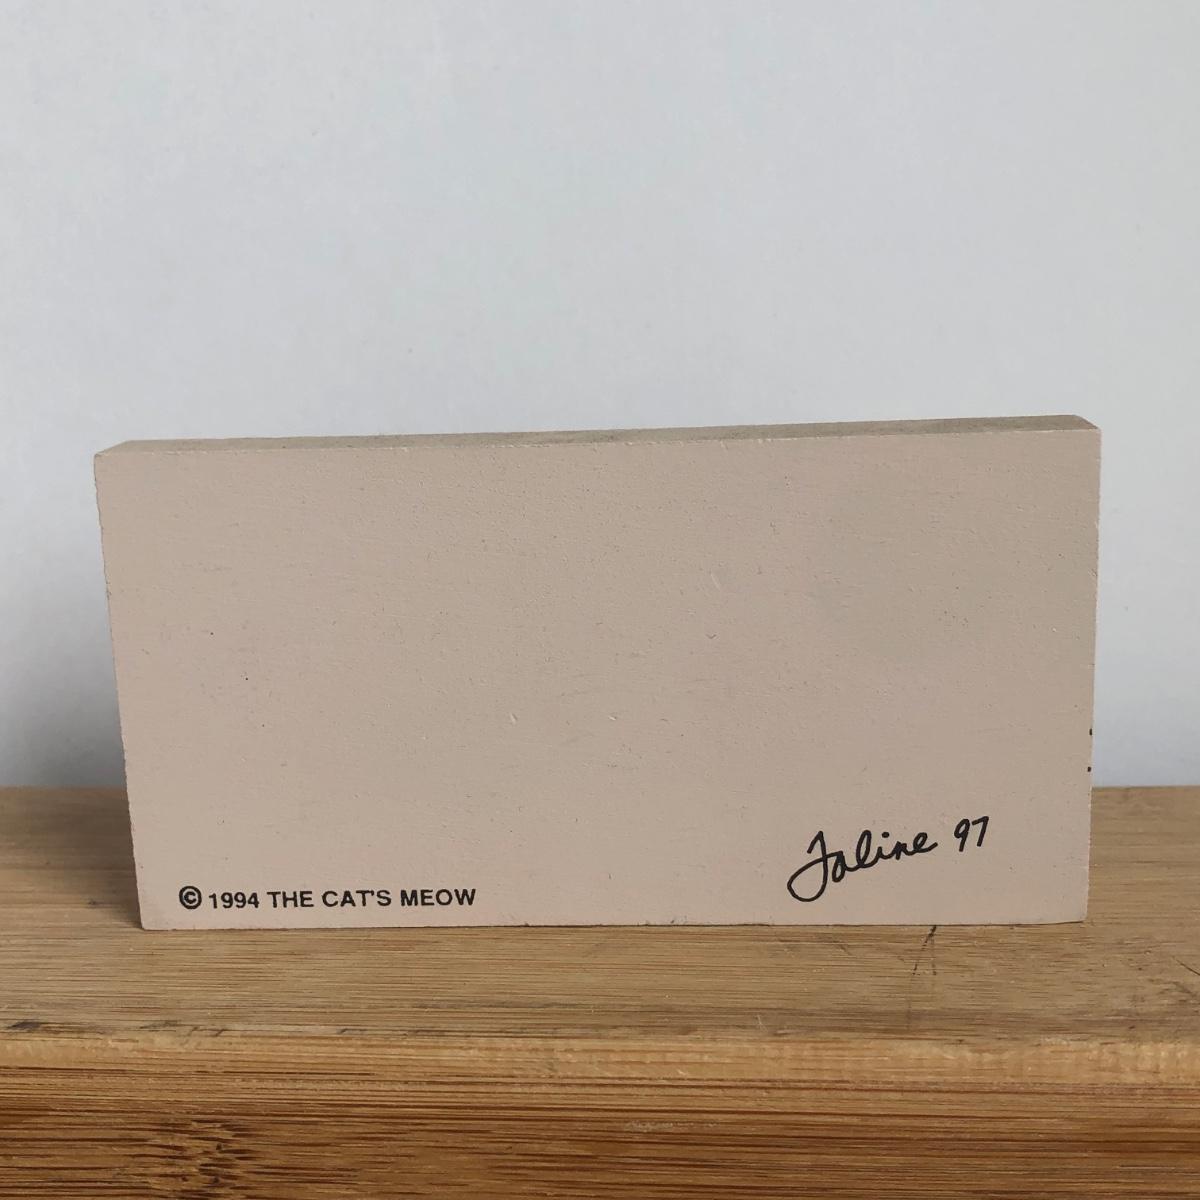 © 1994 THE CAT'S MEOW
Faline 97